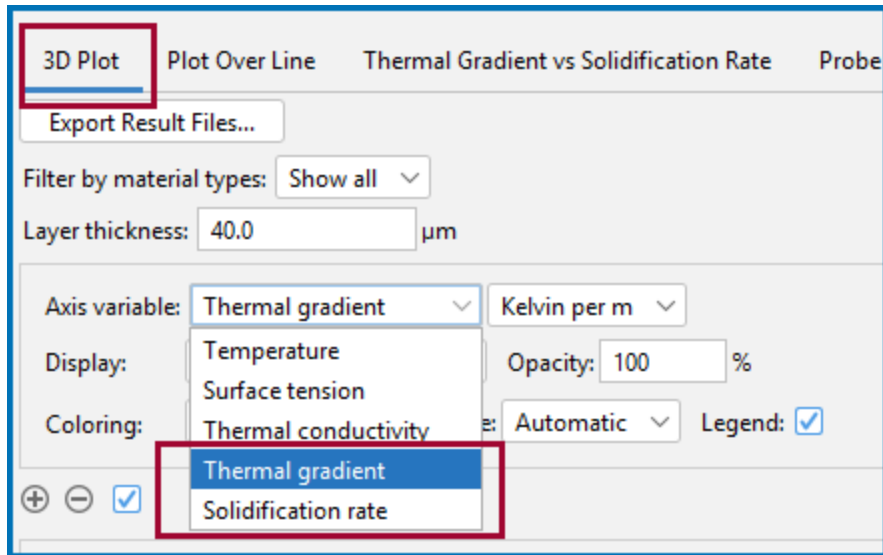 3D Plot Plot Over Line Thermal Gradient vs Solidification Rate Probe
Export Result Files...
Filter by material types: Show all
Layer thickness: 40.0 µm
Axis variable: Thermal gradient Kelvin per m
Temperature
Display: Opacity: 100 %
Surface tension
Coloring: e: Automatic Legend:
Thermal conductivity
Thermal gradient
Solidification rate